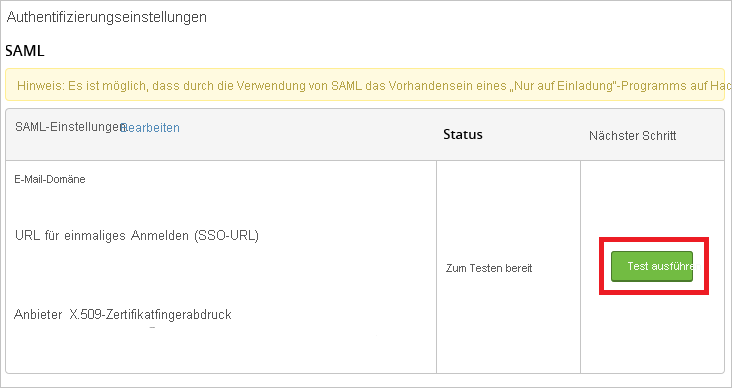 Authentifizierungseinstellungen
SAML
Hinweis: Es ist möglich, dass durch die Verwendung von SAML das Vorhandensein eines „Nur auf Einladung“-Programms auf Hac
SAML-Einstellungen Bearbeiten
Status
Nächster Schritt
E-Mail-Domäne
URL für einmaliges Anmelden (SSO-URL)
Zum Testen bereit
Test ausführe
Anbieter X.509-Zertifikatfingerabdruck